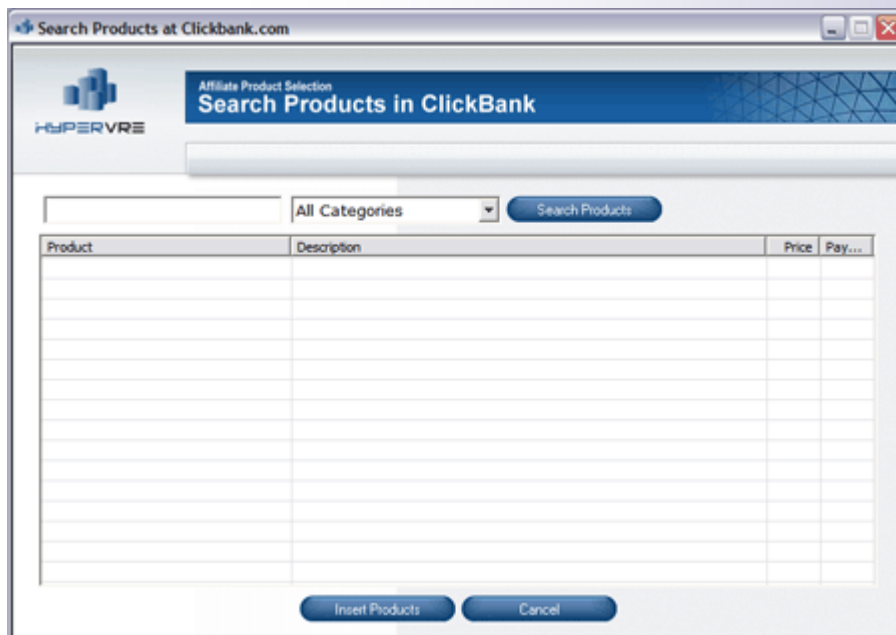 Search Products at Clickbank.com
HYPERVRE
Affiliate Product Selection
Search Products in ClickBank
All Categories
Search Products
Product Description Price Pay...
Insert Products Cancel